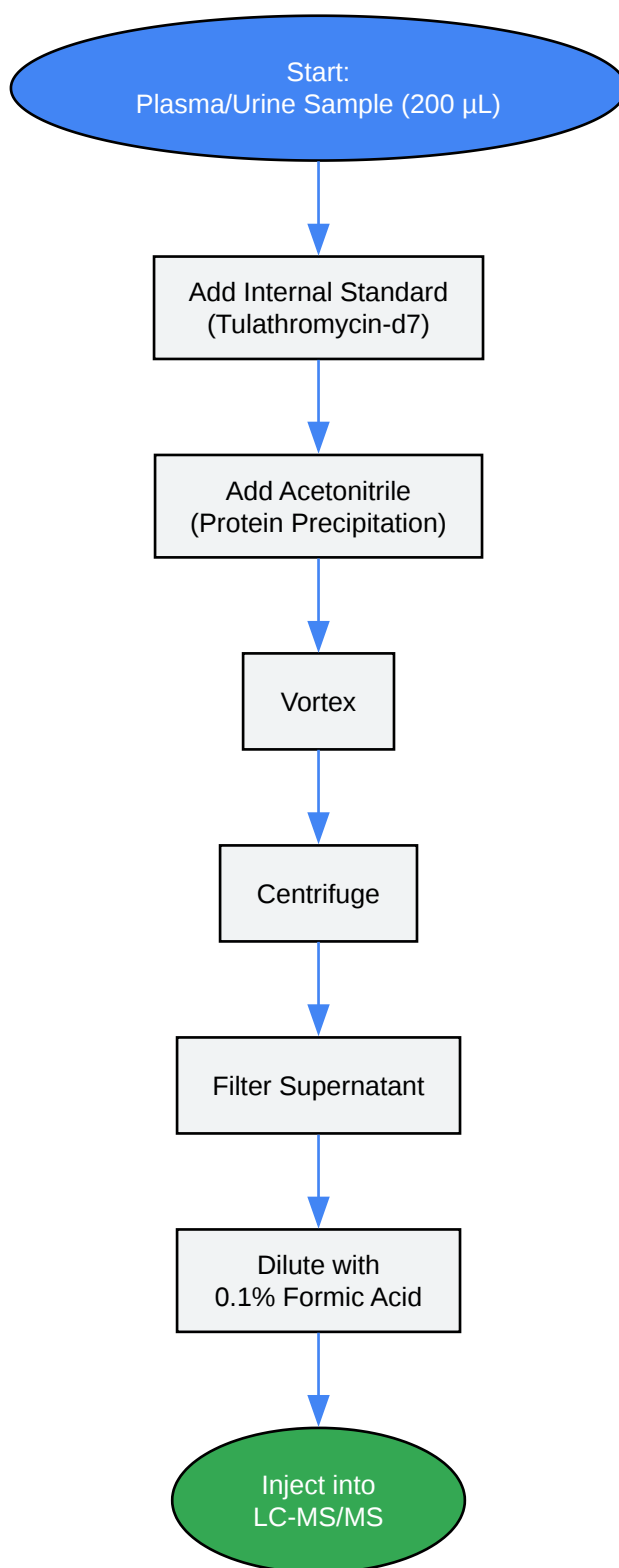 Start:
Plasma/Urine Sample (200 µL)
Add Internal Standard
(Tulathromycin-d7)
Add Acetonitrile
(Protein Precipitation)
Vortex
Centrifuge
Filter Supernatant
Dilute with
0.1% Formic Acid
Inject into
LC-MS/MS